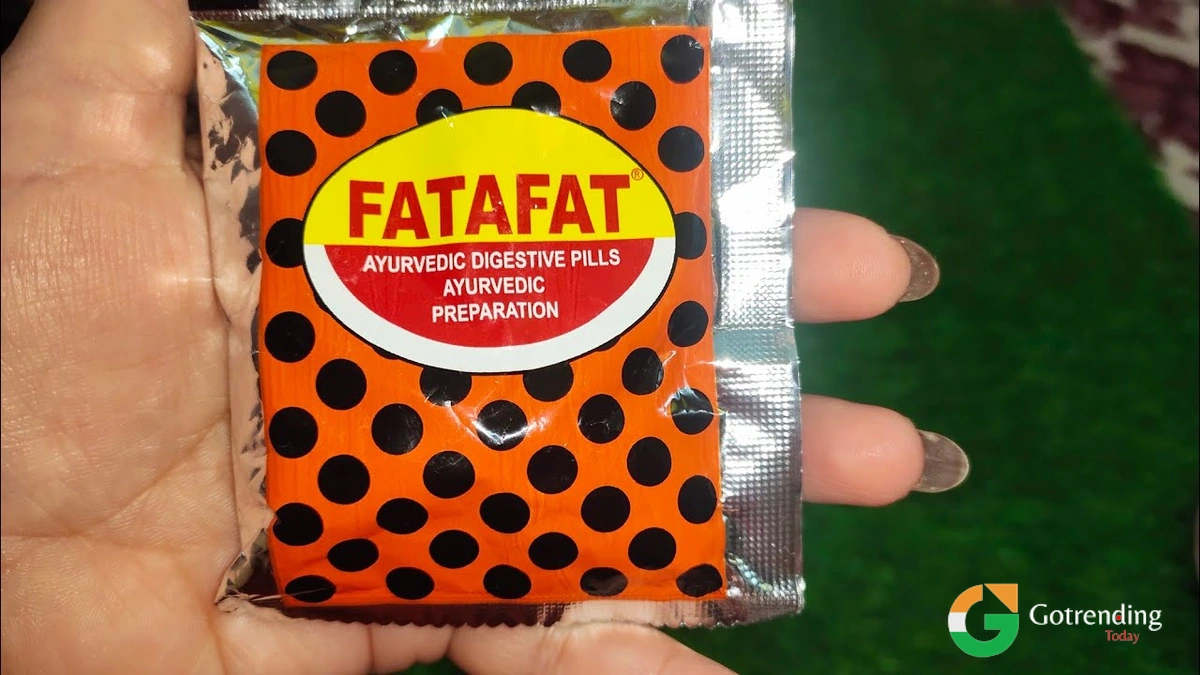 FATAFAT®
AYURVEDIC DIGESTIVE PILLS
AYURVEDIC
PREPARATION
Gotrending
Today